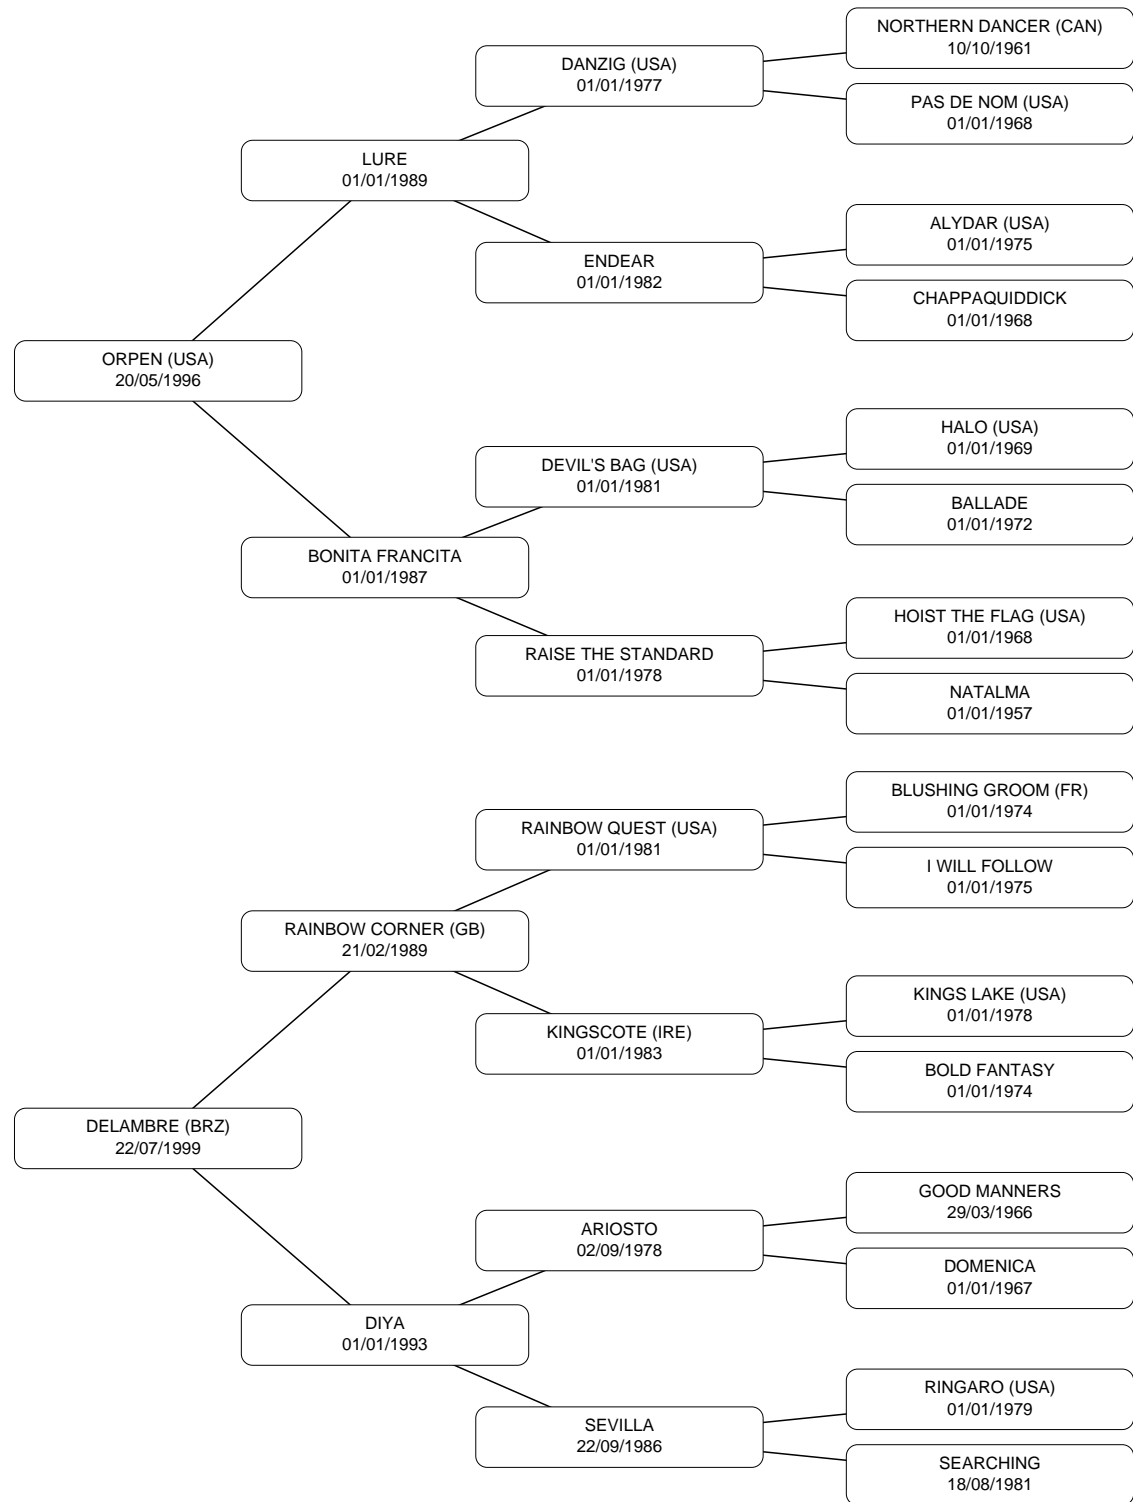 NORTHERN DANCER (CAN)
10/10/1961
DANZIG (USA)
01/01/1977
PAS DE NOM (USA)
01/01/1968
LURE
01/01/1989
ALYDAR (USA)
01/01/1975
ENDEAR
01/01/1982
CHAPPAQUIDDICK
01/01/1968
ORPEN (USA)
20/05/1996
HALO (USA)
01/01/1969
DEVIL'S BAG (USA)
01/01/1981
BALLADE
01/01/1972
BONITA FRANCITA
01/01/1987
HOIST THE FLAG (USA)
01/01/1968
RAISE THE STANDARD
01/01/1978
NATALMA
01/01/1957
BLUSHING GROOM (FR)
01/01/1974
RAINBOW QUEST (USA)
01/01/1981
I WILL FOLLOW
01/01/1975
RAINBOW CORNER (GB)
21/02/1989
KINGS LAKE (USA)
01/01/1978
KINGSCOTE (IRE)
01/01/1983
BOLD FANTASY
01/01/1974
DELAMBRE (BRZ)
22/07/1999
GOOD MANNERS
29/03/1966
ARIOSTO
02/09/1978
DOMENICA
01/01/1967
DIYA
01/01/1993
RINGARO (USA)
01/01/1979
SEVILLA
22/09/1986
SEARCHING
18/08/1981